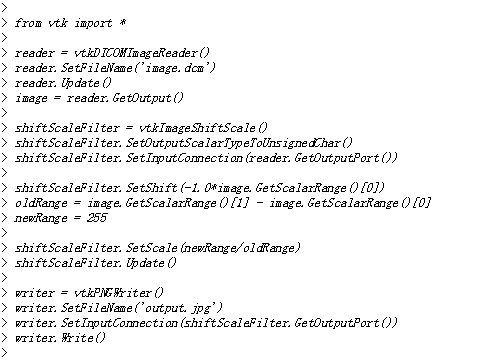 >
> from vtk import *
>
> reader = vtkDICOMImageReader()
> reader.SetFileName('image.dcm')
> reader.Update()
> image = reader.GetOutput()
>
> shiftScaleFilter = vtkImageShiftScale()
> shiftScaleFilter.SetOutputScalarTypeToUnsignedChar()
> shiftScaleFilter.SetInputConnection(reader.GetOutputPort())
>
> shiftScaleFilter.SetShift(-1.0*image.GetScalarRange()[0])
> oldRange = image.GetScalarRange()[1] - image.GetScalarRange()[0]
> newRange = 255
>
> shiftScaleFilter.SetScale(newRange/oldRange)
> shiftScaleFilter.Update()
>
> writer = vtkPNGWriter()
> writer.SetFileName('output.jpg')
> writer.SetInputConnection(shiftScaleFilter.GetOutputPort())
> writer.Write()
>